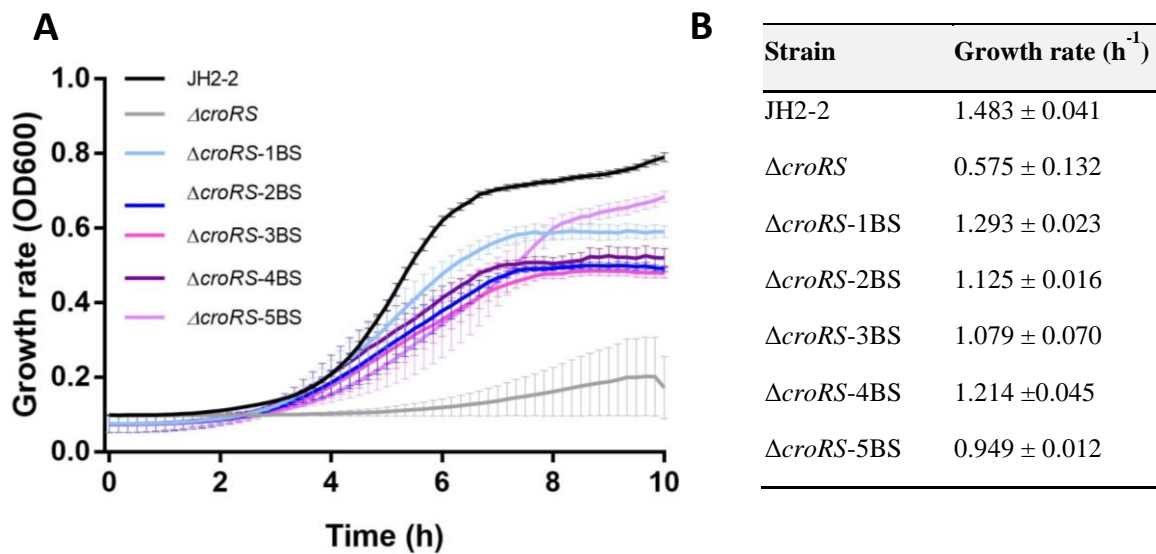 A
Growth rate (OD600)
1.0
0.8
0.6
0.4
0.2
0.0
JH2-2
ΔcroRS
ΔcroRS-1BS
ΔcroRS-2BS
ΔcroRS-3BS
ΔcroRS-4BS
ΔcroRS-5BS
0 2 4 6 8 10
Time (h)
B
Strain Growth rate (h⁻¹)
JH2-2 1.483 ± 0.041
ΔcroRS 0.575 ± 0.132
ΔcroRS-1BS 1.293 ± 0.023
ΔcroRS-2BS 1.125 ± 0.016
ΔcroRS-3BS 1.079 ± 0.070
ΔcroRS-4BS 1.214 ±0.045
ΔcroRS-5BS 0.949 ± 0.012